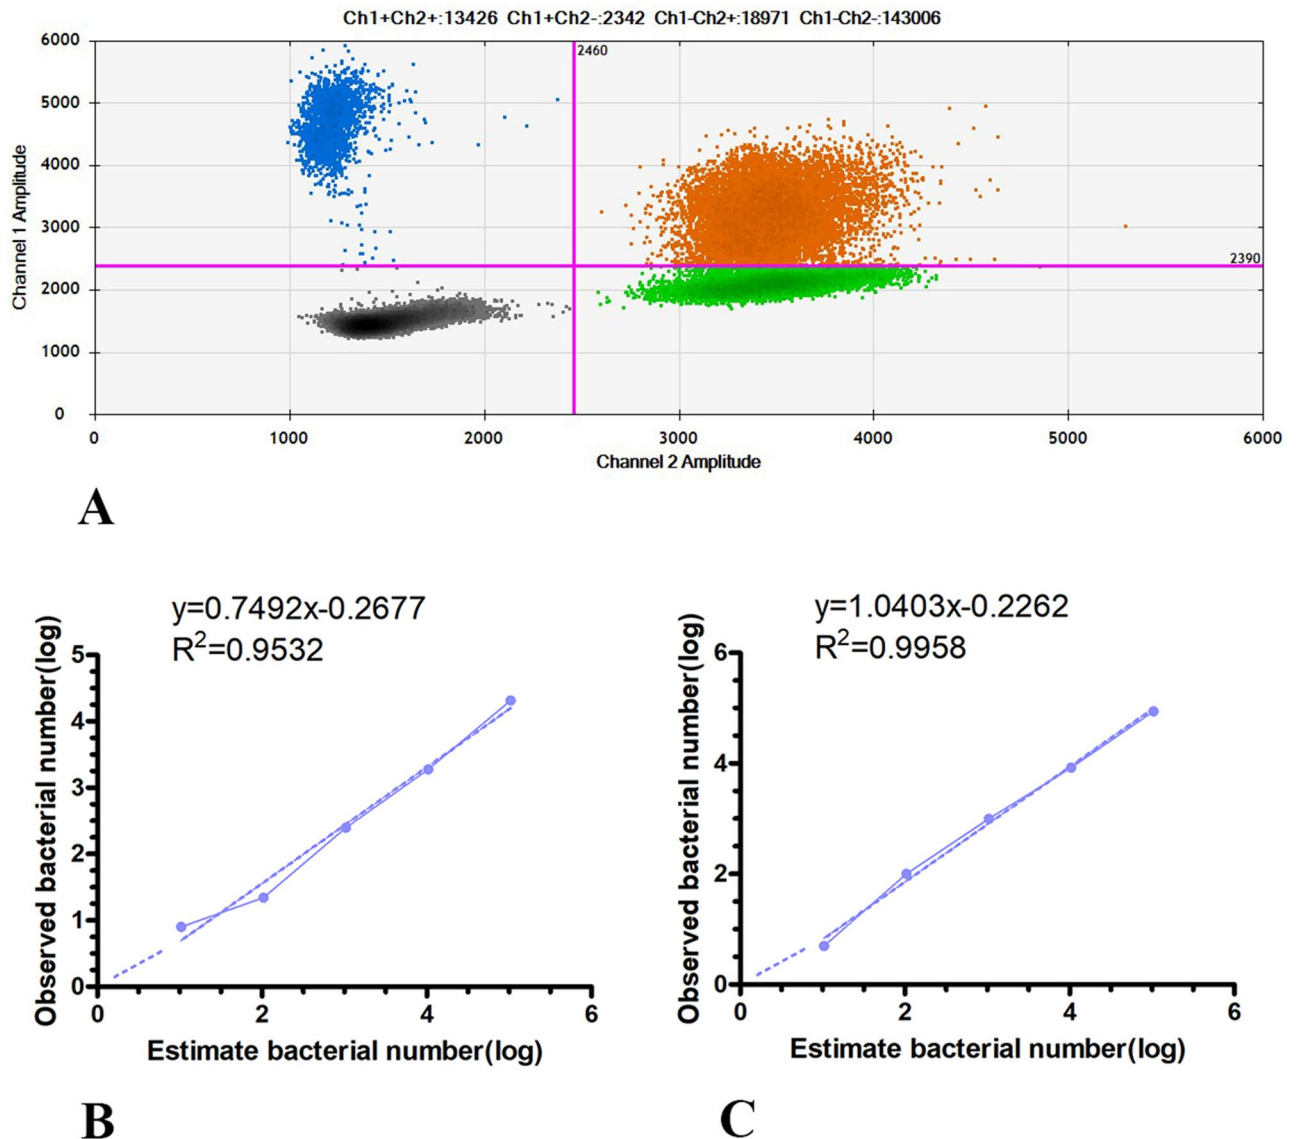 Ch1+Ch2+:13426 Ch1+Ch2-:2342 Ch1-Ch2+:18971 Ch1-Ch2-:143006
6000
5000
4000
3000
2000
1000
0
Channel 1 Amplitude
2460
2390
0 1000 2000 3000 4000 5000 6000
Channel 2 Amplitude
A
y=0.7492x-0.2677
R²=0.9532
5
4
3
2
1
0
Observed bacterial number(log)
0 2 4 6
Estimate bacterial number(log)
B
y=1.0403x-0.2262
R²=0.9958
6
4
2
0
Observed bacterial number(log)
0 2 4 6
Estimate bacterial number(log)
C